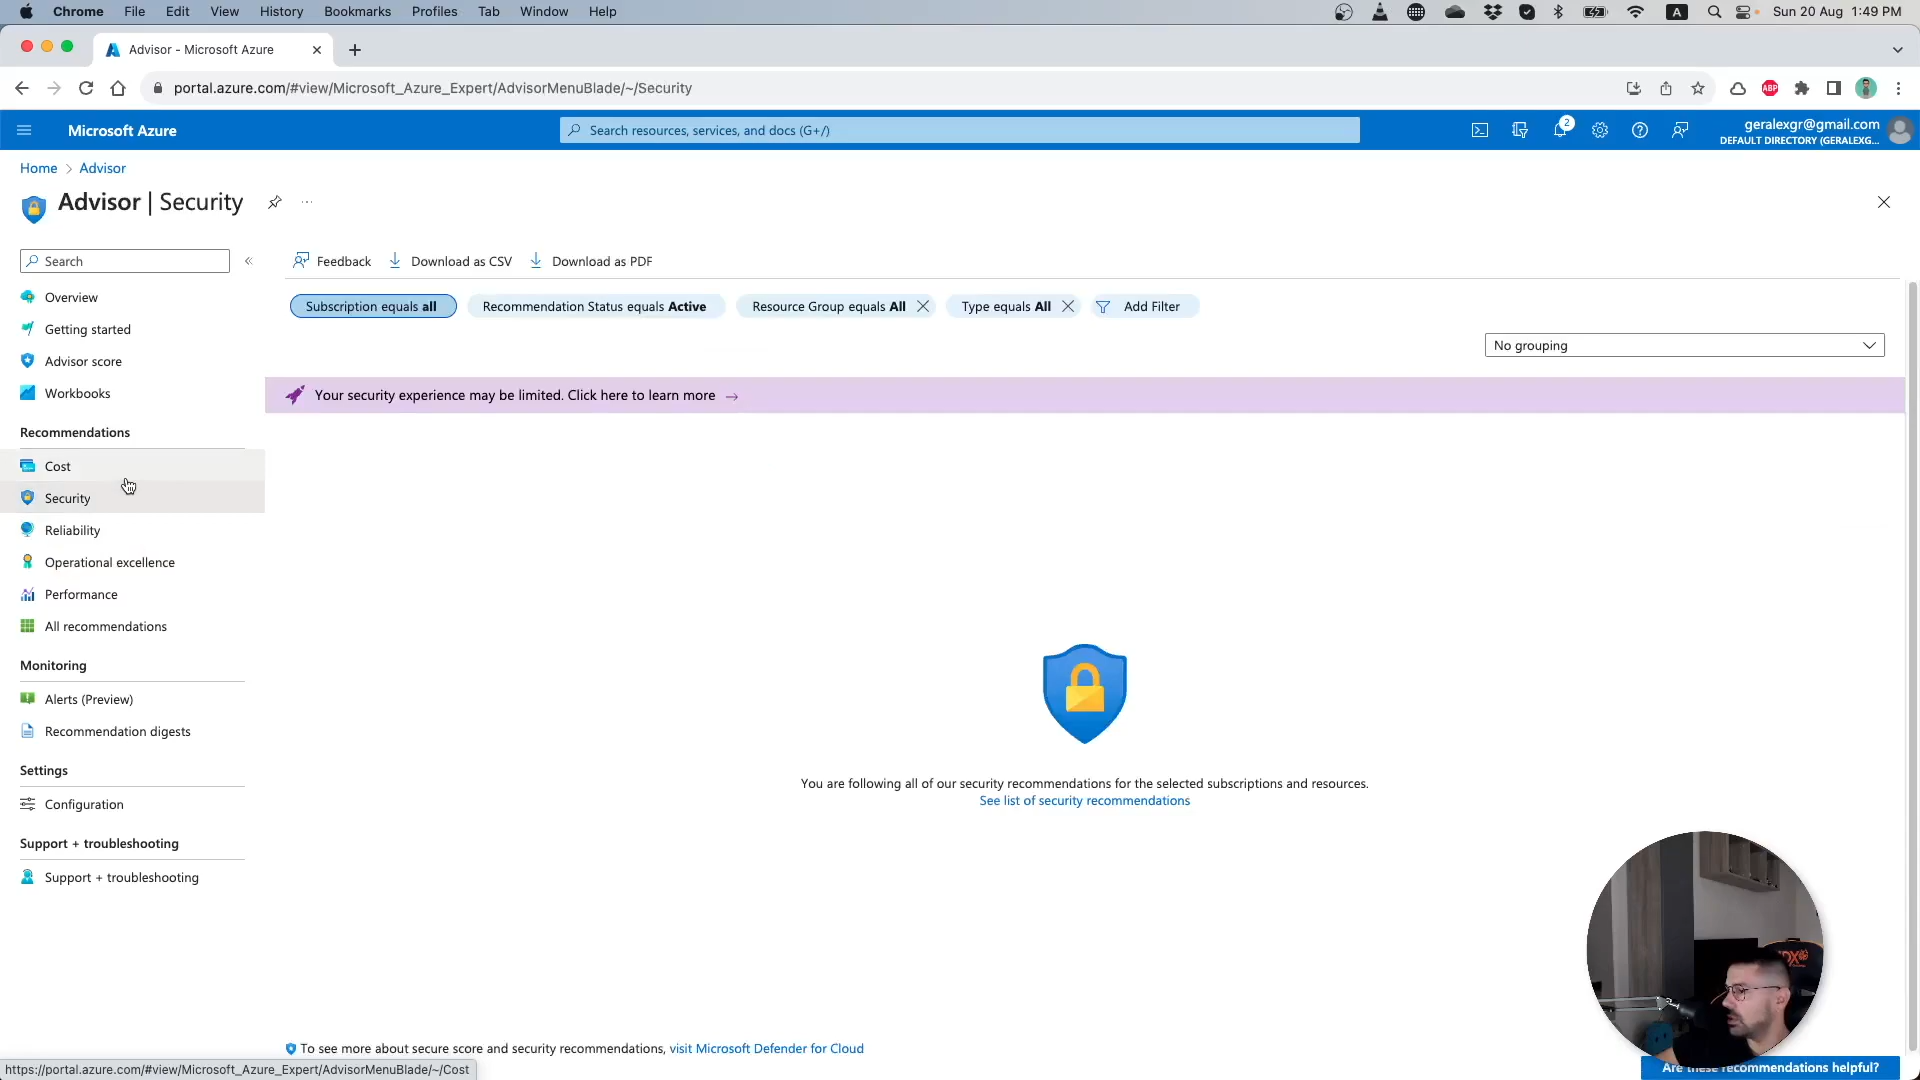 Chrome File Edit View History Bookmarks Profiles Tab Window Help A Sun 20 Aug 1:49 PM
Advisor - Microsoft Azure
portal.azure.com/#view/Microsoft_Azure_Expert/AdvisorMenuBlade/~/Security ABP
Microsoft Azure Search resources, services, and docs (G+/) 2 geralexgr@gmail.com
DEFAULT DIRECTORY (GERALEXG...
Home > Advisor
Advisor | Security ...
Search « Feedback Download as CSV Download as PDF
Overview
Getting started
Advisor score
Workbooks
Recommendations
Cost
Security
Reliability
Operational excellence
Performance
All recommendations
Monitoring
Alerts (Preview)
Recommendation digests
Settings
Configuration
Support + troubleshooting
Support + troubleshooting
Subscription equals all Recommendation Status equals Active Resource Group equals All Type equals All Add Filter
No grouping
Your security experience may be limited. Click here to learn more →
You are following all of our security recommendations for the selected subscriptions and resources.
See list of security recommendations
To see more about secure score and security recommendations, visit Microsoft Defender for Cloud
Are these recommendations helpful?
https://portal.azure.com/#view/Microsoft_Azure_Expert/AdvisorMenuBlade/~/Cost